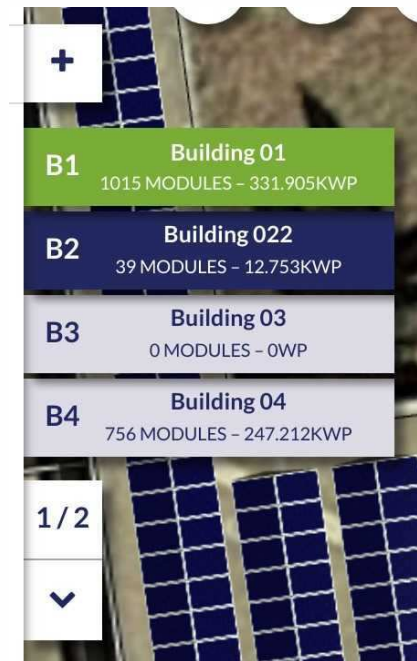 +
B1
Building 01
1015 MODULES – 331.905KWP
B2
Building 022
39 MODULES – 12.753KWP
B3
Building 03
0 MODULES – 0WP
B4
Building 04
756 MODULES – 247.212KWP
1 / 2